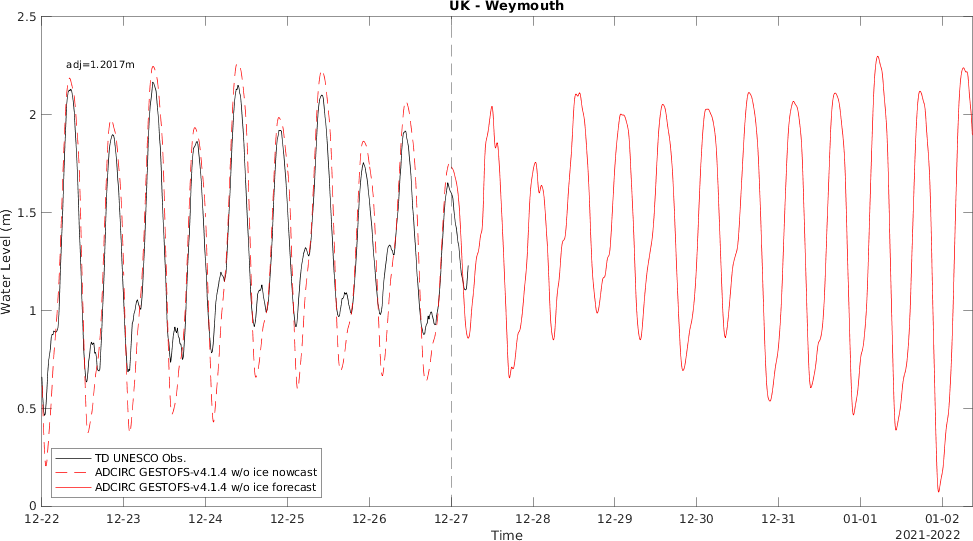 UK - Weymouth
2.5
2
1.5
1
0.5
0
Water Level (m)
adj=1.2017m
TD UNESCO Obs.
ADCIRC GESTOFS-v4.1.4 w/o ice nowcast
ADCIRC GESTOFS-v4.1.4 w/o ice forecast
12-22 12-23 12-24 12-25 12-26 12-27 12-28 12-29 12-30 12-31 01-01 01-02
Time
2021-2022